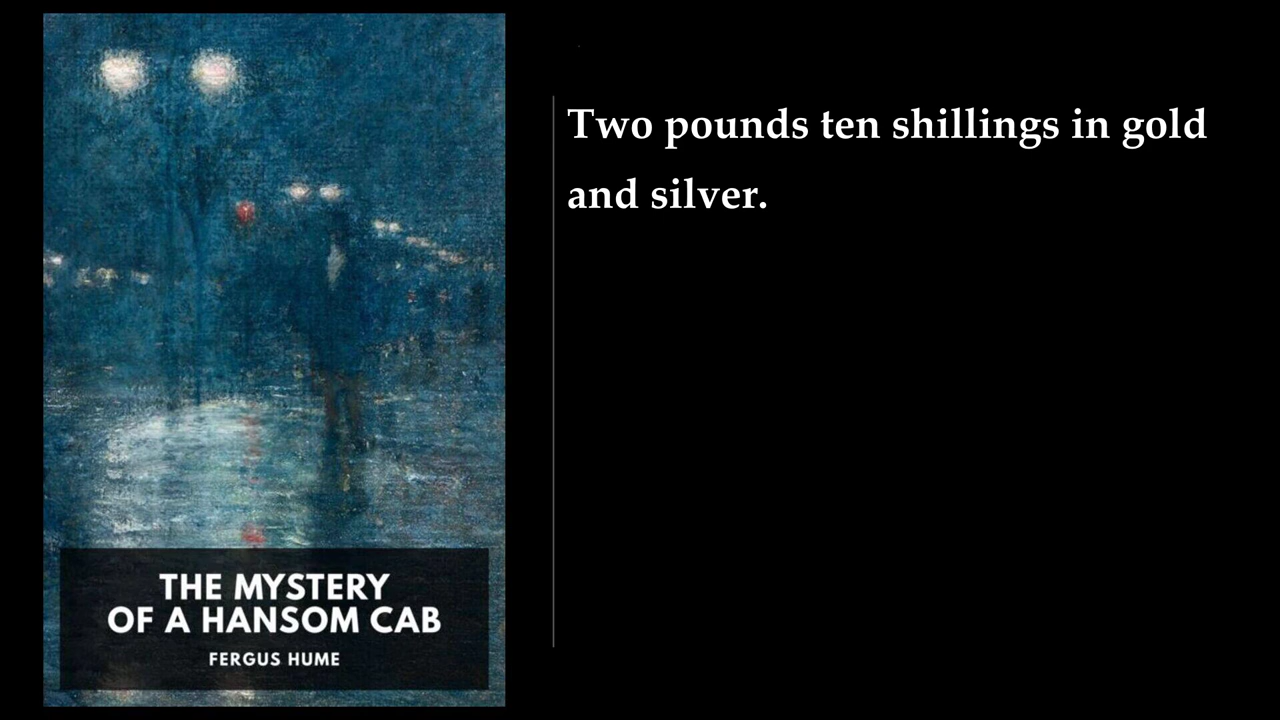 Two pounds ten shillings in gold
and silver.
THE MYSTERY
OF A HANSOM CAB
FERGUS HUME